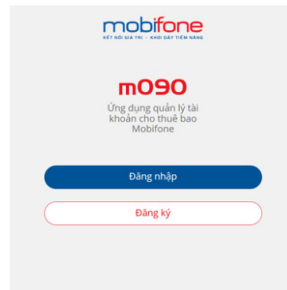 mobifone
KẾT NỐI GIÁ TRỊ - KHƠI DẬY TIỀM NĂNG
m090
Ứng dụng quản lý tài
khoản cho thuê bao
Mobifone
Đăng nhập
Đăng ký